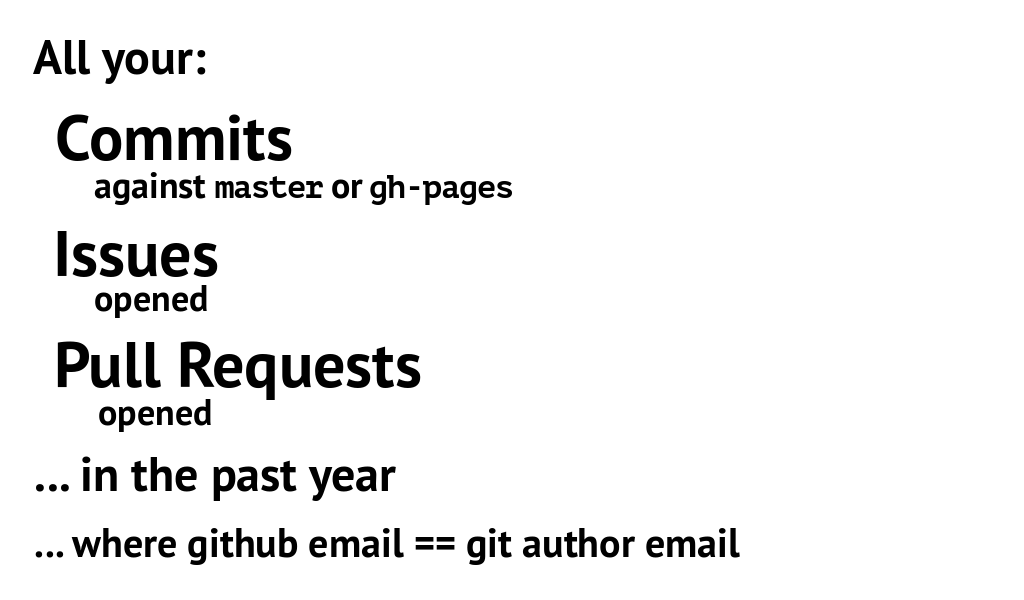 All your:
Commits
against master or gh-pages
Issues
opened
Pull Requests
opened
... in the past year
... where github email == git author email